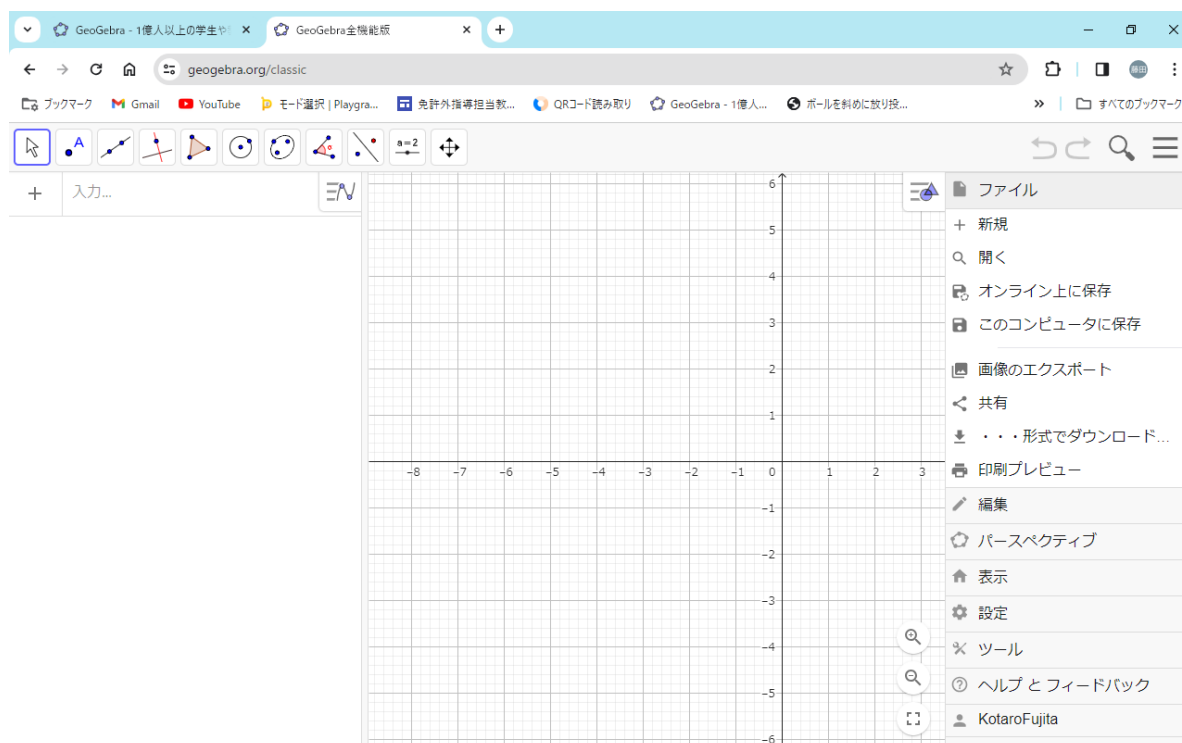 GeoGebra - 1億人以上の学生や
GeoGebra全機能版
geogebra.org/classic
藤田
ブックマーク Gmail YouTube モード選択 | Playgra... 免許外指導担当教... QRコード読み取り GeoGebra - 1億人... ボールを斜めに放り投... » すべてのブックマーク
A a=2
入力...
ファイル
新規
開く
オンライン上に保存
このコンピュータに保存
画像のエクスポート
共有
・・・形式でダウンロード...
印刷プレビュー
編集
パースペクティブ
表示
設定
ツール
ヘルプ と フィードバック
KotaroFujita
6
5
4
3
2
1
-8 -7 -6 -5 -4 -3 -2 -1 0 1 2 3
-1
-2
-3
-4
-5
-6